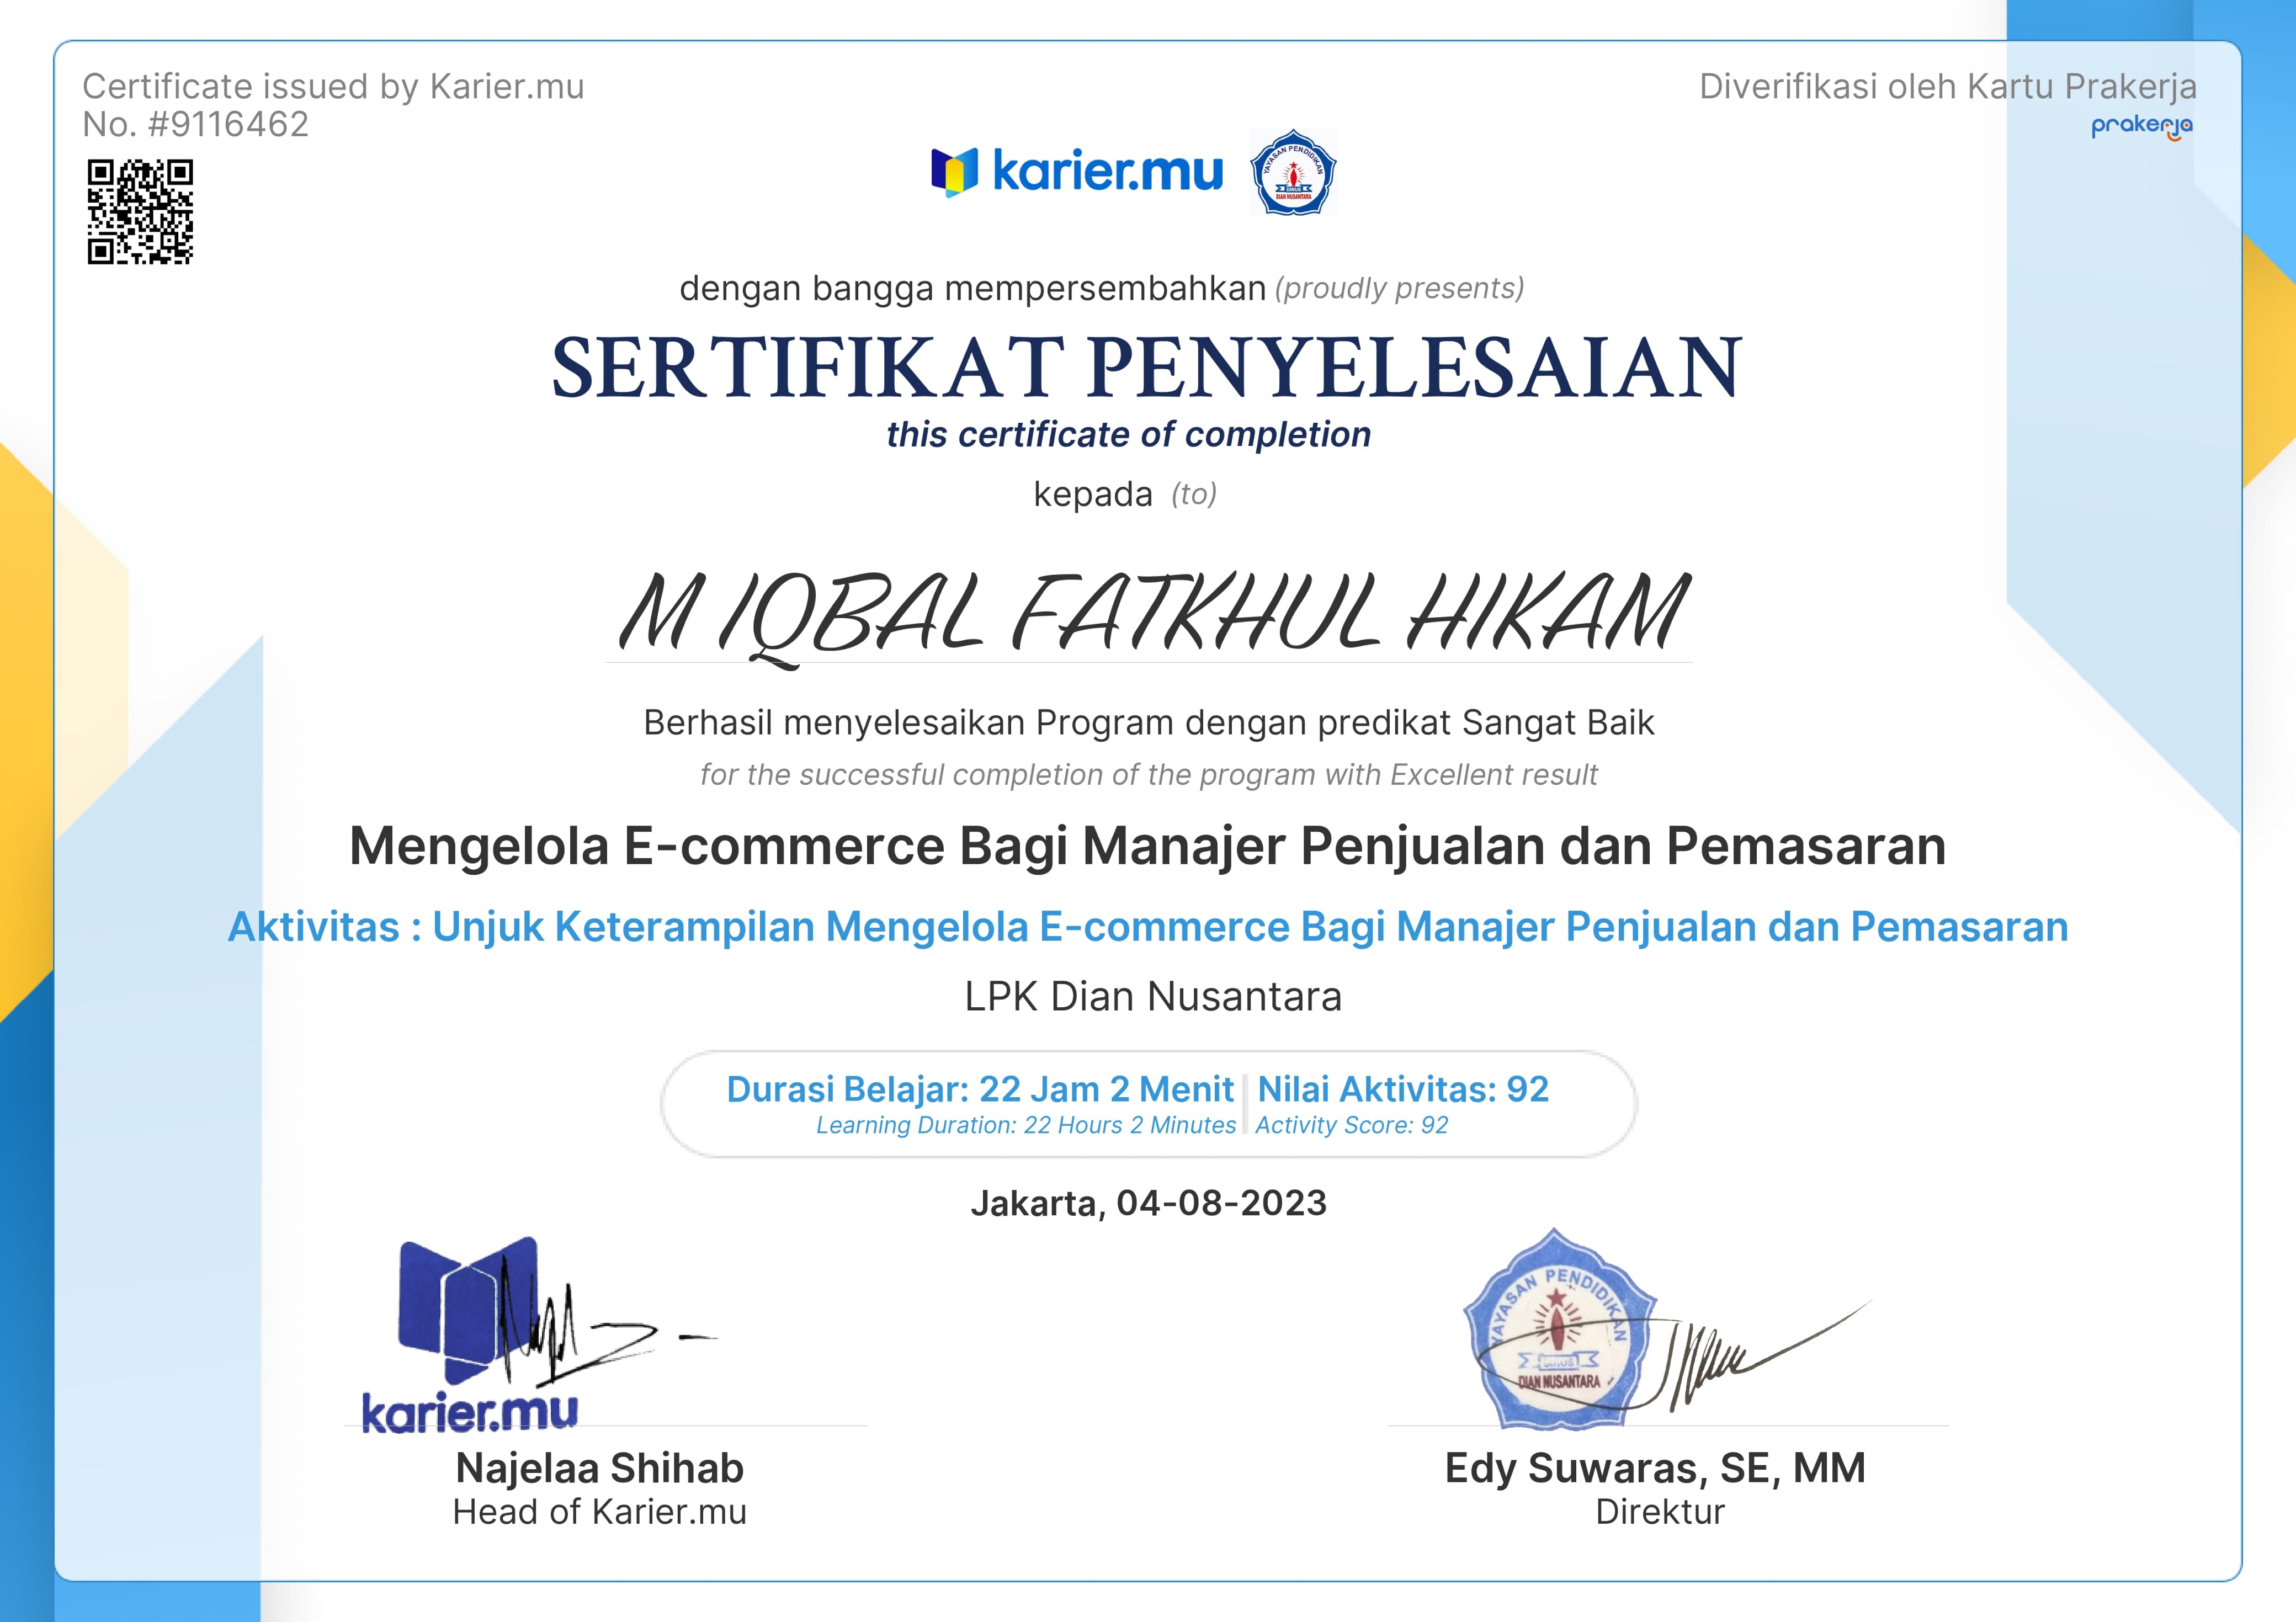 Certificate issued by Karier.mu
No. #9116462
Diverifikasi oleh Kartu Prakerja
prakerja
karier.mu
YAYASAN PENDIDIKAN
DINUS
DIAN NUSANTARA
dengan bangga mempersembahkan (proudly presents)
SERTIFIKAT PENYELESAIAN
this certificate of completion
kepada (to)
M IQBAL FATKHUL HIKAM
Berhasil menyelesaikan Program dengan predikat Sangat Baik
for the successful completion of the program with Excellent result
Mengelola E-commerce Bagi Manajer Penjualan dan Pemasaran
Aktivitas : Unjuk Keterampilan Mengelola E-commerce Bagi Manajer Penjualan dan Pemasaran
LPK Dian Nusantara
Durasi Belajar: 22 Jam 2 Menit Nilai Aktivitas: 92
Learning Duration: 22 Hours 2 Minutes Activity Score: 92
Jakarta, 04-08-2023
karier.mu
YAYASAN PENDIDIKAN
DINUS
DIAN NUSANTARA
Najelaa Shihab
Head of Karier.mu
Edy Suwaras, SE, MM
Direktur